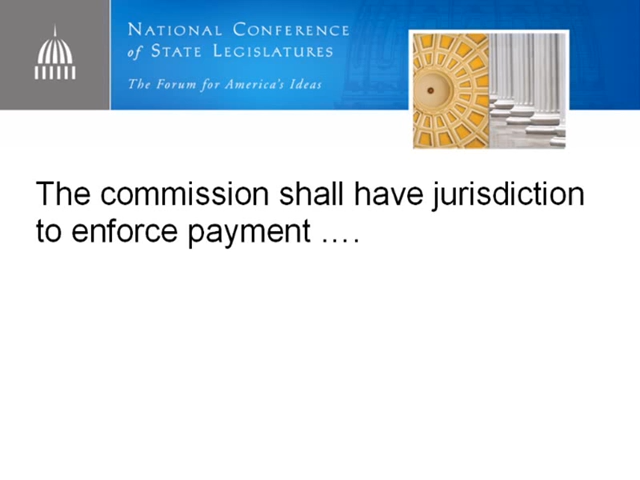 NATIONAL CONFERENCE
of STATE LEGISLATURES
The Forum for America's Ideas
The commission shall have jurisdiction
to enforce payment ….